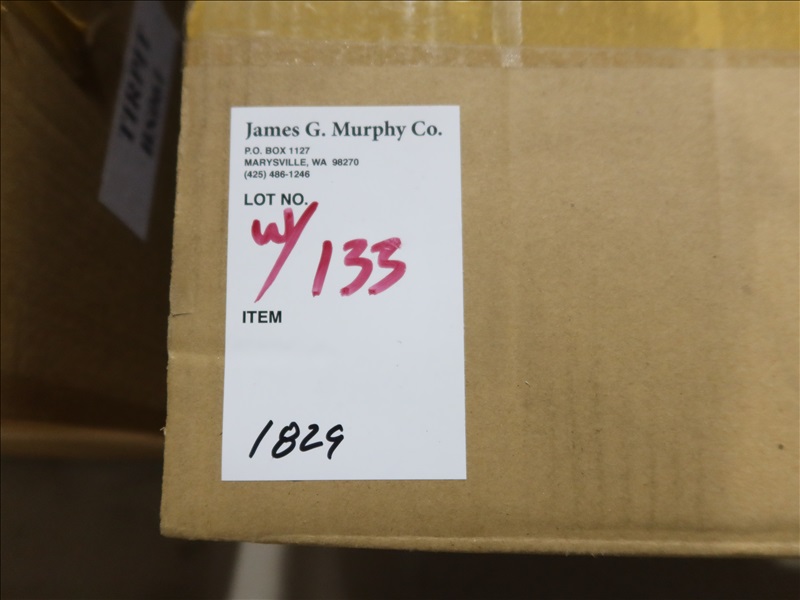 James G. Murphy Co.
P.O. BOX 1127
MARYSVILLE, WA 98270
(425) 486-1246
LOT NO.
W/133
ITEM
1829